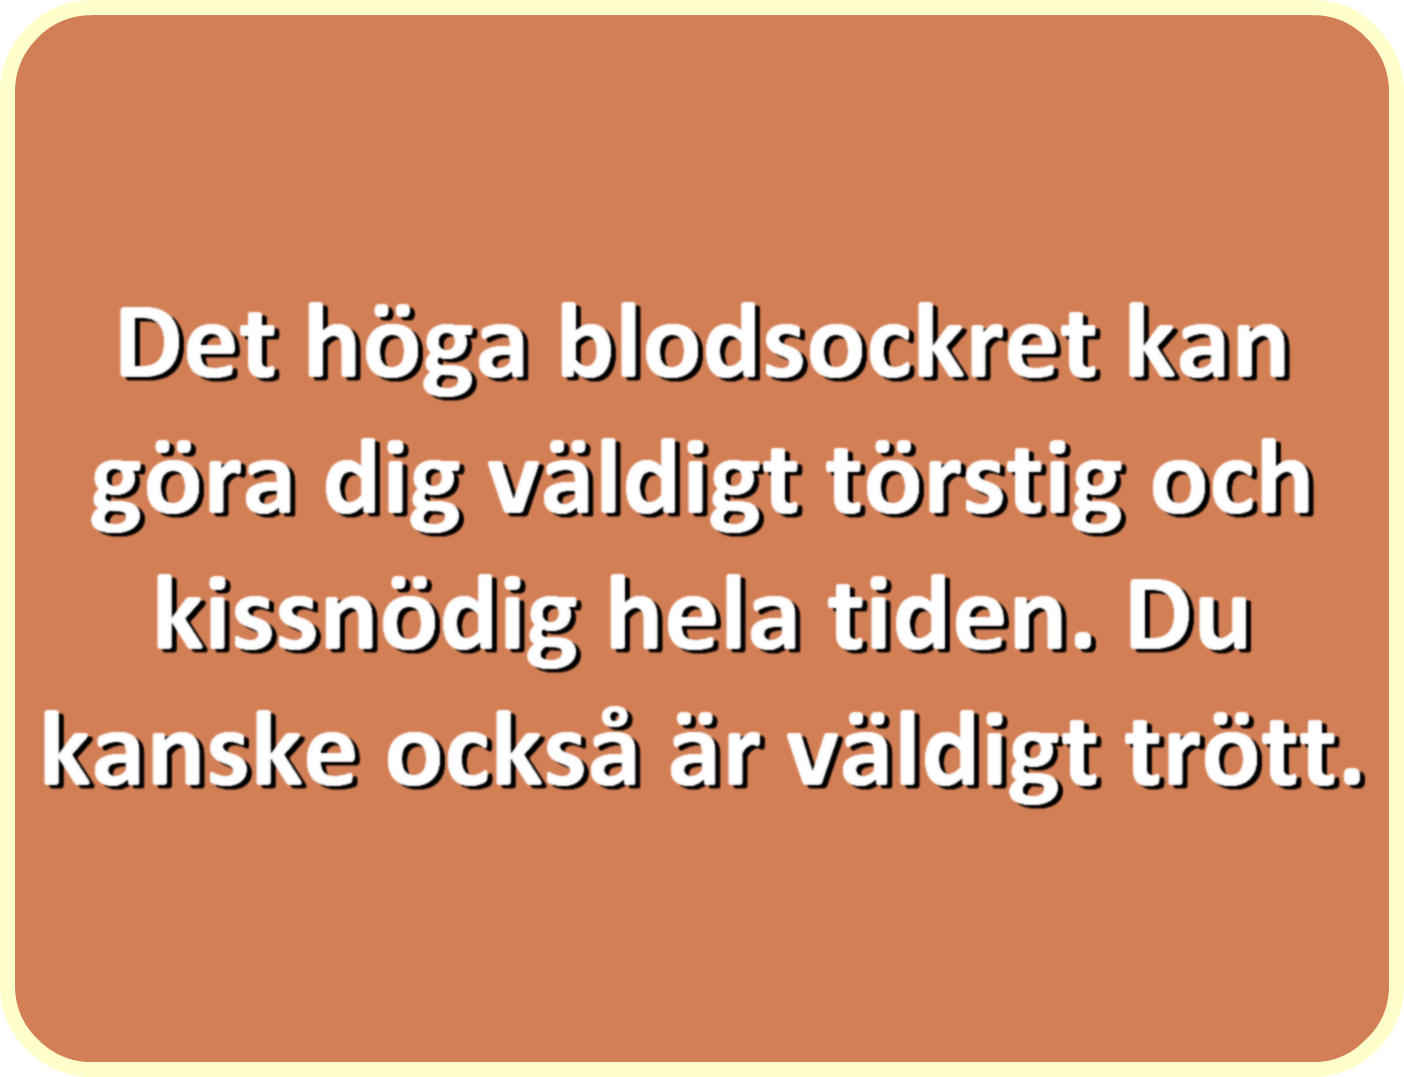 Det höga blodsockret kan
göra dig väldigt törstig och
kissnödig hela tiden. Du
kanske också är väldigt trött.